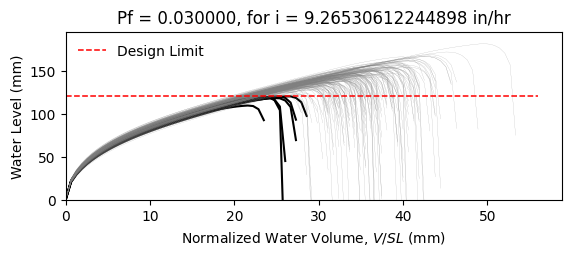 Pf = 0.030000, for i = 9.26530612244898 in/hr
Design Limit
Water Level (mm)
150
100
50
0
0 10 20 30 40 50
Normalized Water Volume, V/SL (mm)